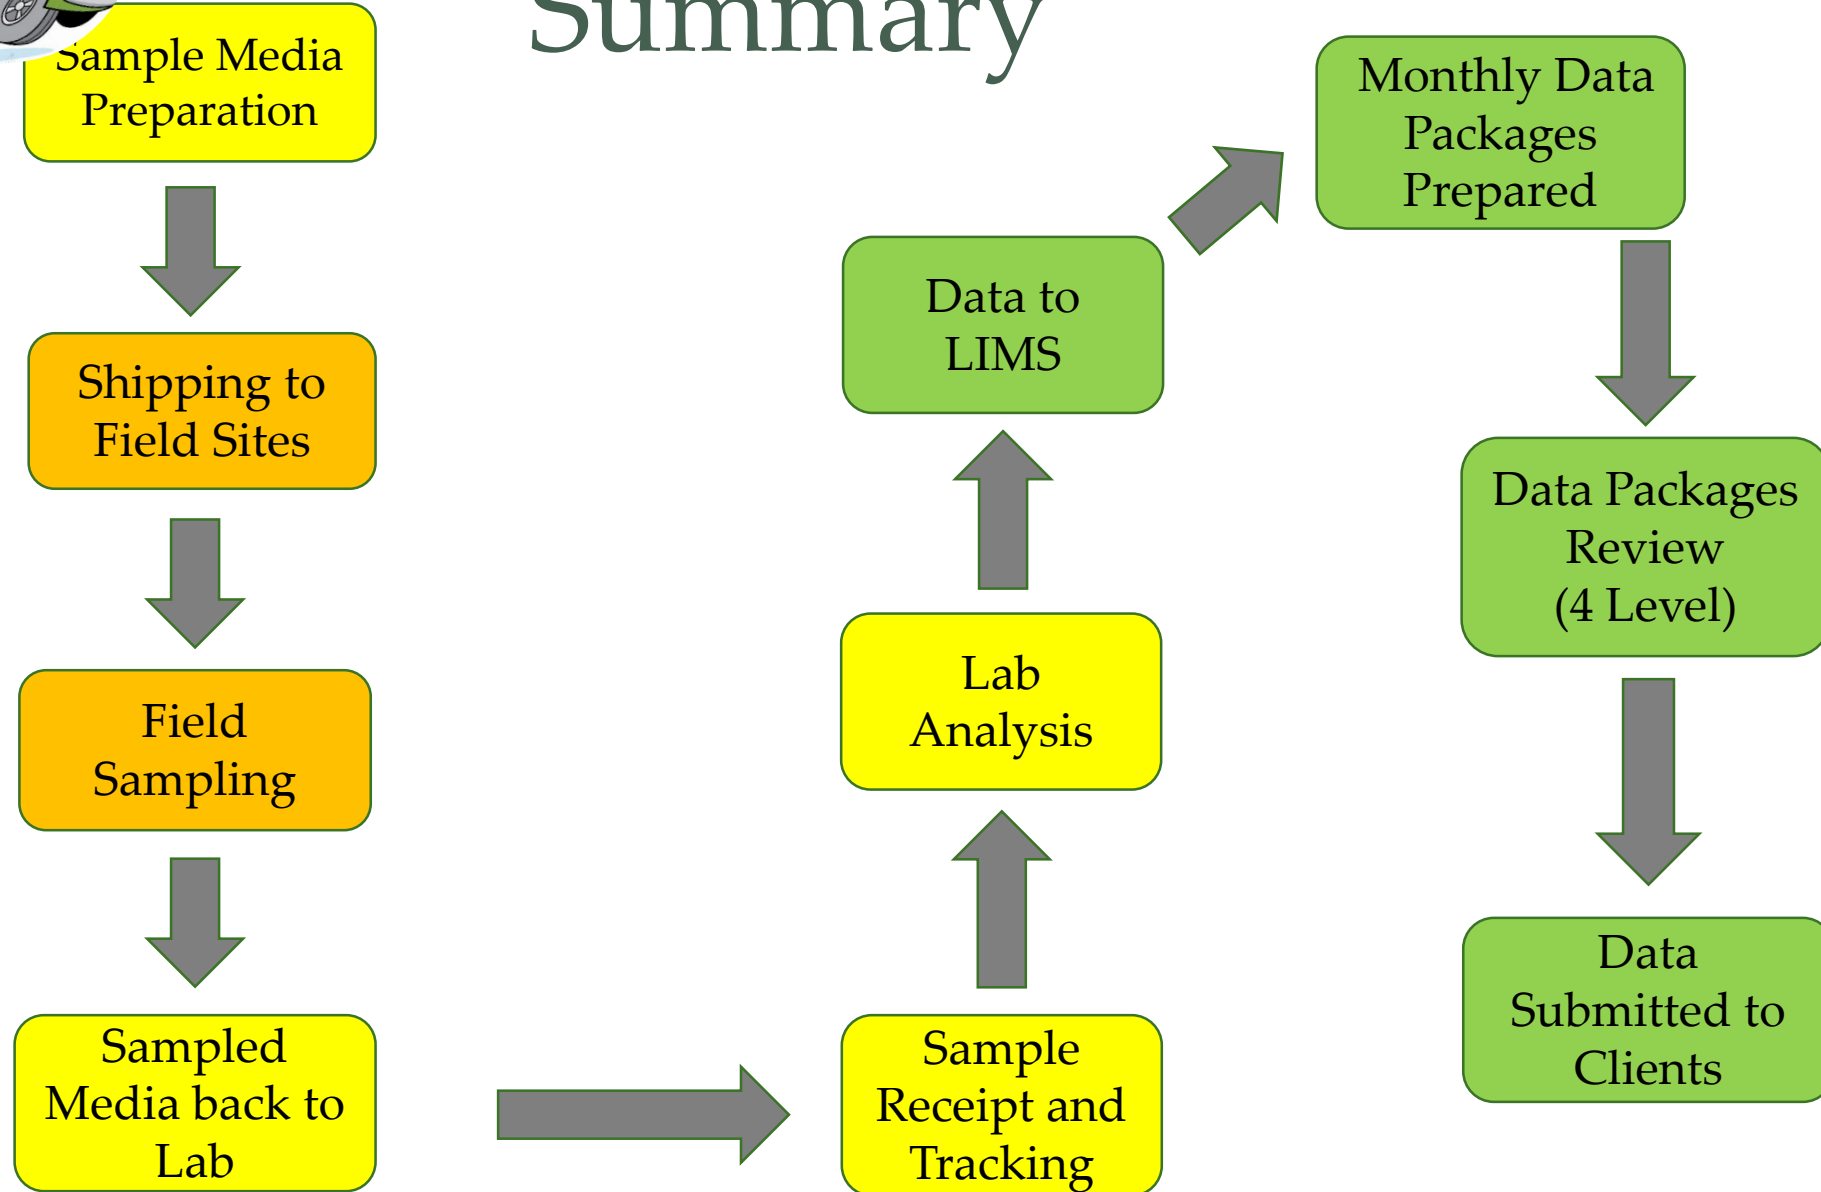 Summary
Sample Media
Preparation
Shipping to
Field Sites
Field
Sampling
Sampled
Media back to
Lab
Sample
Receipt and
Tracking
Lab
Analysis
Data to
LIMS
Monthly Data
Packages
Prepared
Data Packages
Review
(4 Level)
Data
Submitted to
Clients